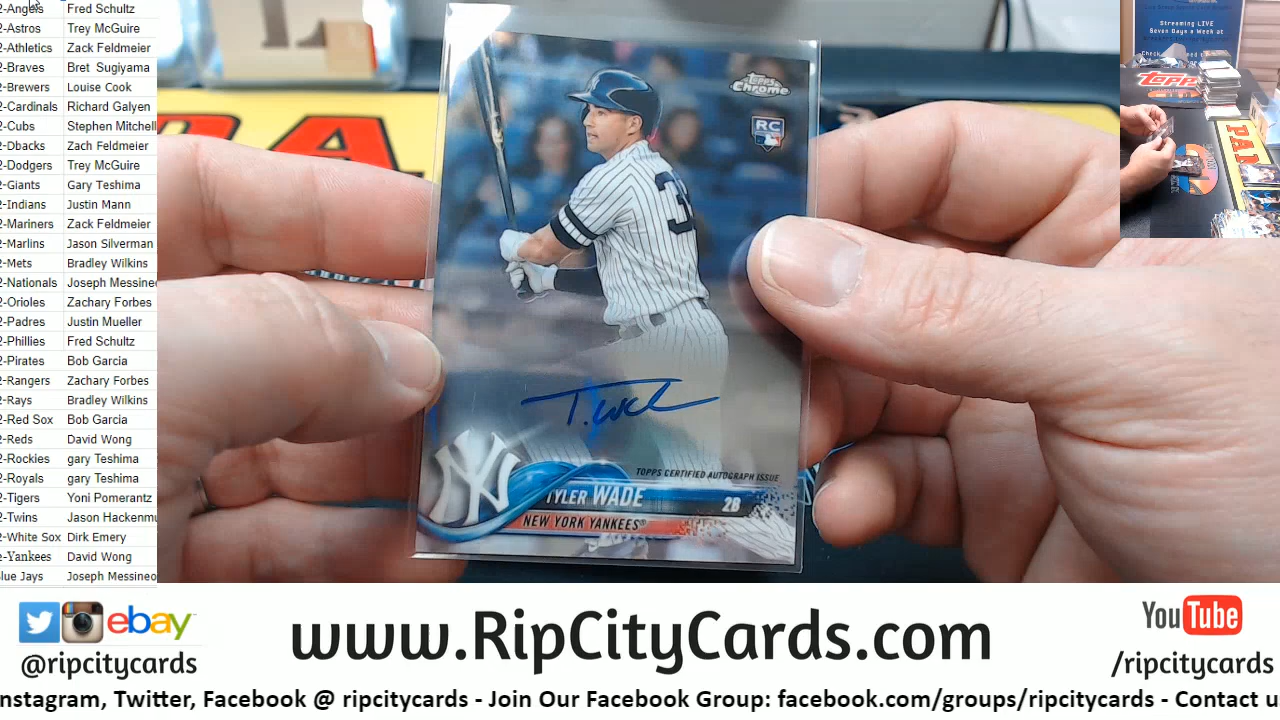 2-Angels Fred Schultz
2-Astros Trey McGuire
2-Athletics Zack Feldmeier
2-Braves Bret Sugiyama
2-Brewers Louise Cook
2-Cardinals Richard Galyen
2-Cubs Stephen Mitchell
2-Dbacks Zach Feldmeier
2-Dodgers Trey McGuire
2-Giants Gary Teshima
2-Indians Justin Mann
2-Mariners Zack Feldmeier
2-Marlins Jason Silverman
2-Mets Bradley Wilkins
2-Nationals Joseph Messineo
2-Orioles Zachary Forbes
2-Padres Justin Mueller
2-Phillies Fred Schultz
2-Pirates Bob Garcia
2-Rangers Zachary Forbes
2-Rays Bradley Wilkins
2-Red Sox Bob Garcia
2-Reds David Wong
2-Rockies gary Teshima
2-Royals gary Teshima
2-Tigers Yoni Pomerantz
2-Twins Jason Hackenmu
2-White Sox Dirk Emery
2-Yankees David Wong
lue Jays Joseph Messineo
Topps
Chrome
RC
3
T. Wade
TOPPS CERTIFIED AUTOGRAPH ISSUE
NY
TYLER WADE 2B
NEW YORK YANKEES®
Streaming LIVE
Seven Days a Week at
Topps
PANI
ebay
@ripcitycards
www.RipCityCards.com
YouTube
/ripcitycards
nstagram, Twitter, Facebook @ ripcitycards - Join Our Facebook Group: facebook.com/groups/ripcitycards - Contact u